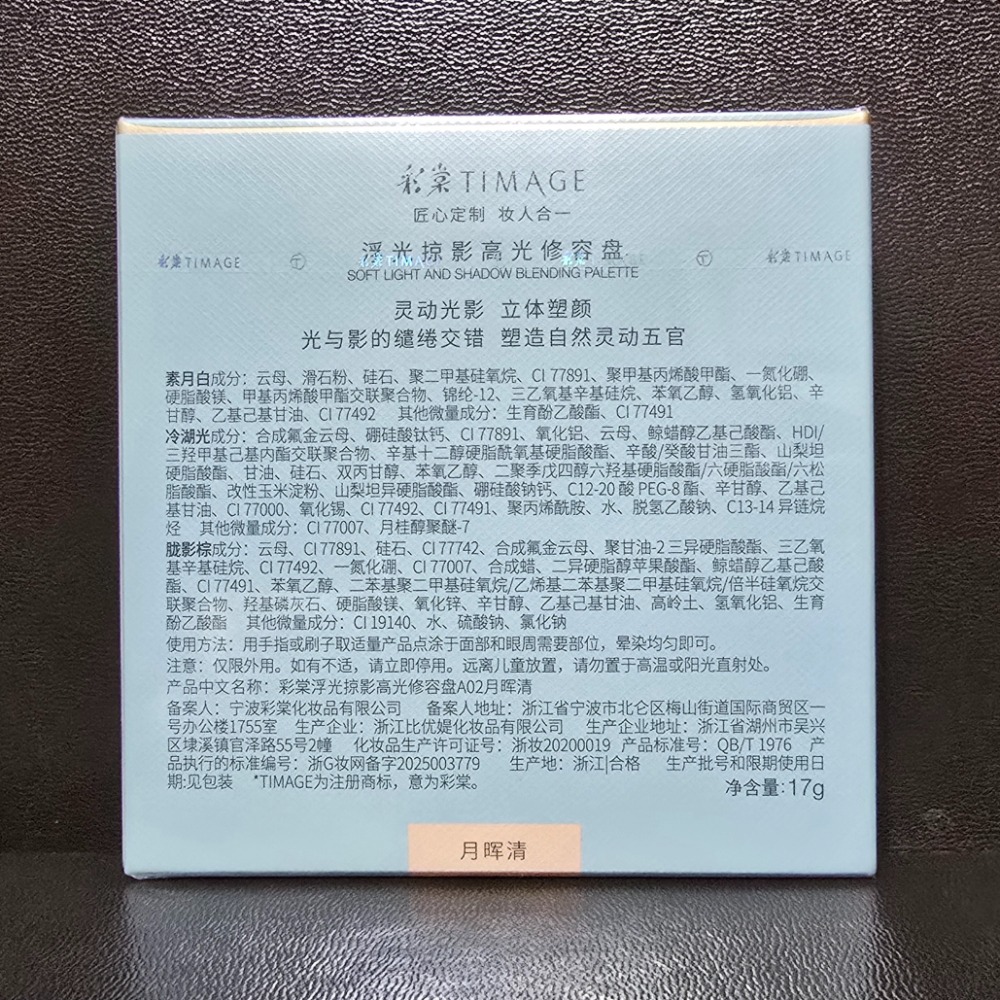 彩棠TIMAGE
匠心定制 妆人合一
浮光掠影高光修容盘
彩棠TIMAGE
T
彩棠TIMAGE
T
彩棠TIMAGE
SOFT LIGHT AND SHADOW BLENDING PALETTE
灵动光影 立体塑颜
光与影的缱绻交错 塑造自然灵动五官
素月白成分：云母、滑石粉、硅石、聚二甲基硅氧烷、CI 77891、聚甲基丙烯酸甲酯、一氮化硼、
硬脂酸镁、甲基丙烯酸甲酯交联聚合物、锦纶-12、三乙氧基辛基硅烷、苯氧乙醇、氢氧化铝、辛
甘醇、乙基己基甘油、CI 77492 其他微量成分：生育酚乙酸酯、CI 77491
冷湖光成分：合成氟金云母、硼硅酸钛钙、CI 77891、氧化铝、云母、鲸蜡醇乙基己酸酯、HDI/
三羟甲基己基内酯交联聚合物、辛基十二醇硬脂酰氧基硬脂酸酯、辛酸/癸酸甘油三酯、山梨坦
硬脂酸酯、甘油、硅石、双丙甘醇、苯氧乙醇、二聚季戊四醇六羟基硬脂酸酯/六硬脂酸酯/六松
脂酸酯、改性玉米淀粉、山梨坦异硬脂酸酯、硼硅酸钠钙、C12-20 酸 PEG-8 酯、辛甘醇、乙基己
基甘油、CI 77000、氧化锡、CI 77492、CI 77491、聚丙烯酰胺、水、脱氢乙酸钠、C13-14 异链烷
烃 其他微量成分：CI 77007、月桂醇聚醚-7
胧影棕成分：云母、CI 77891、硅石、CI 77742、合成氟金云母、聚甘油-2 三异硬脂酸酯、三乙氧
基辛基硅烷、CI 77492、一氮化硼、CI 77007、合成蜡、二异硬脂醇苹果酸酯、鲸蜡醇乙基己酸
酯、CI 77491、苯氧乙醇、二苯基聚二甲基硅氧烷/乙烯基二苯基聚二甲基硅氧烷/倍半硅氧烷交
联聚合物、羟基磷灰石、硬脂酸镁、氧化锌、辛甘醇、乙基己基甘油、高岭土、氢氧化铝、生育
酚乙酸酯 其他微量成分：CI 19140、水、硫酸钠、氯化钠
使用方法：用手指或刷子取适量产品点涂于面部和眼周需要部位，晕染均匀即可。
注意：仅限外用。如有不适，请立即停用。远离儿童放置，请勿置于高温或阳光直射处。
产品中文名称：彩棠浮光掠影高光修容盘A02月晖清
备案人：宁波彩棠化妆品有限公司 备案人地址：浙江省宁波市北仑区梅山街道国际商贸区一
号办公楼1755室 生产企业：浙江比优媞化妆品有限公司 生产企业地址：浙江省湖州市吴兴
区埭溪镇官泽路55号2幢 化妆品生产许可证号：浙妆20200019 产品标准号：QB/T 1976 产
品执行的标准编号：浙G妆网备字2025003779 生产地：浙江|合格 生产批号和限期使用日
期:见包装 *TIMAGE为注册商标，意为彩棠。
净含量:17g
月晖清